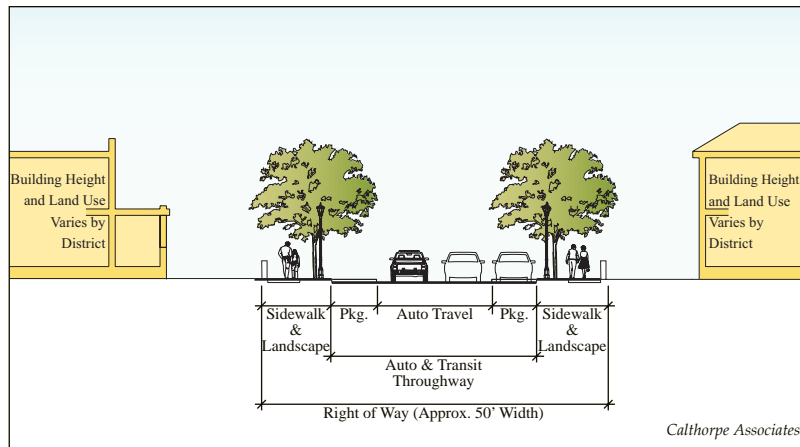 Building Height
and Land Use
Varies by
District
Building Height
and Land Use
Varies by
District
Sidewalk
&
Landscape
Pkg.
Auto Travel
Pkg.
Sidewalk
&
Landscape
Auto & Transit
Throughway
Right of Way (Approx. 50' Width)
Calthorpe Associates